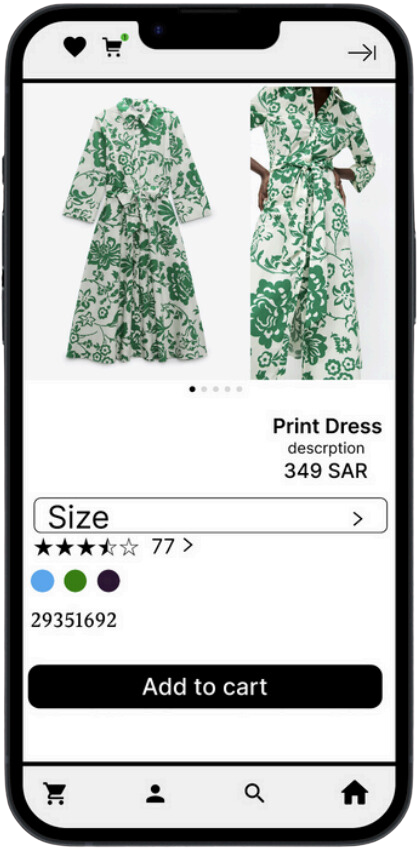 Print Dress
descrption
349 SAR
Size
77
29351692
Add to cart